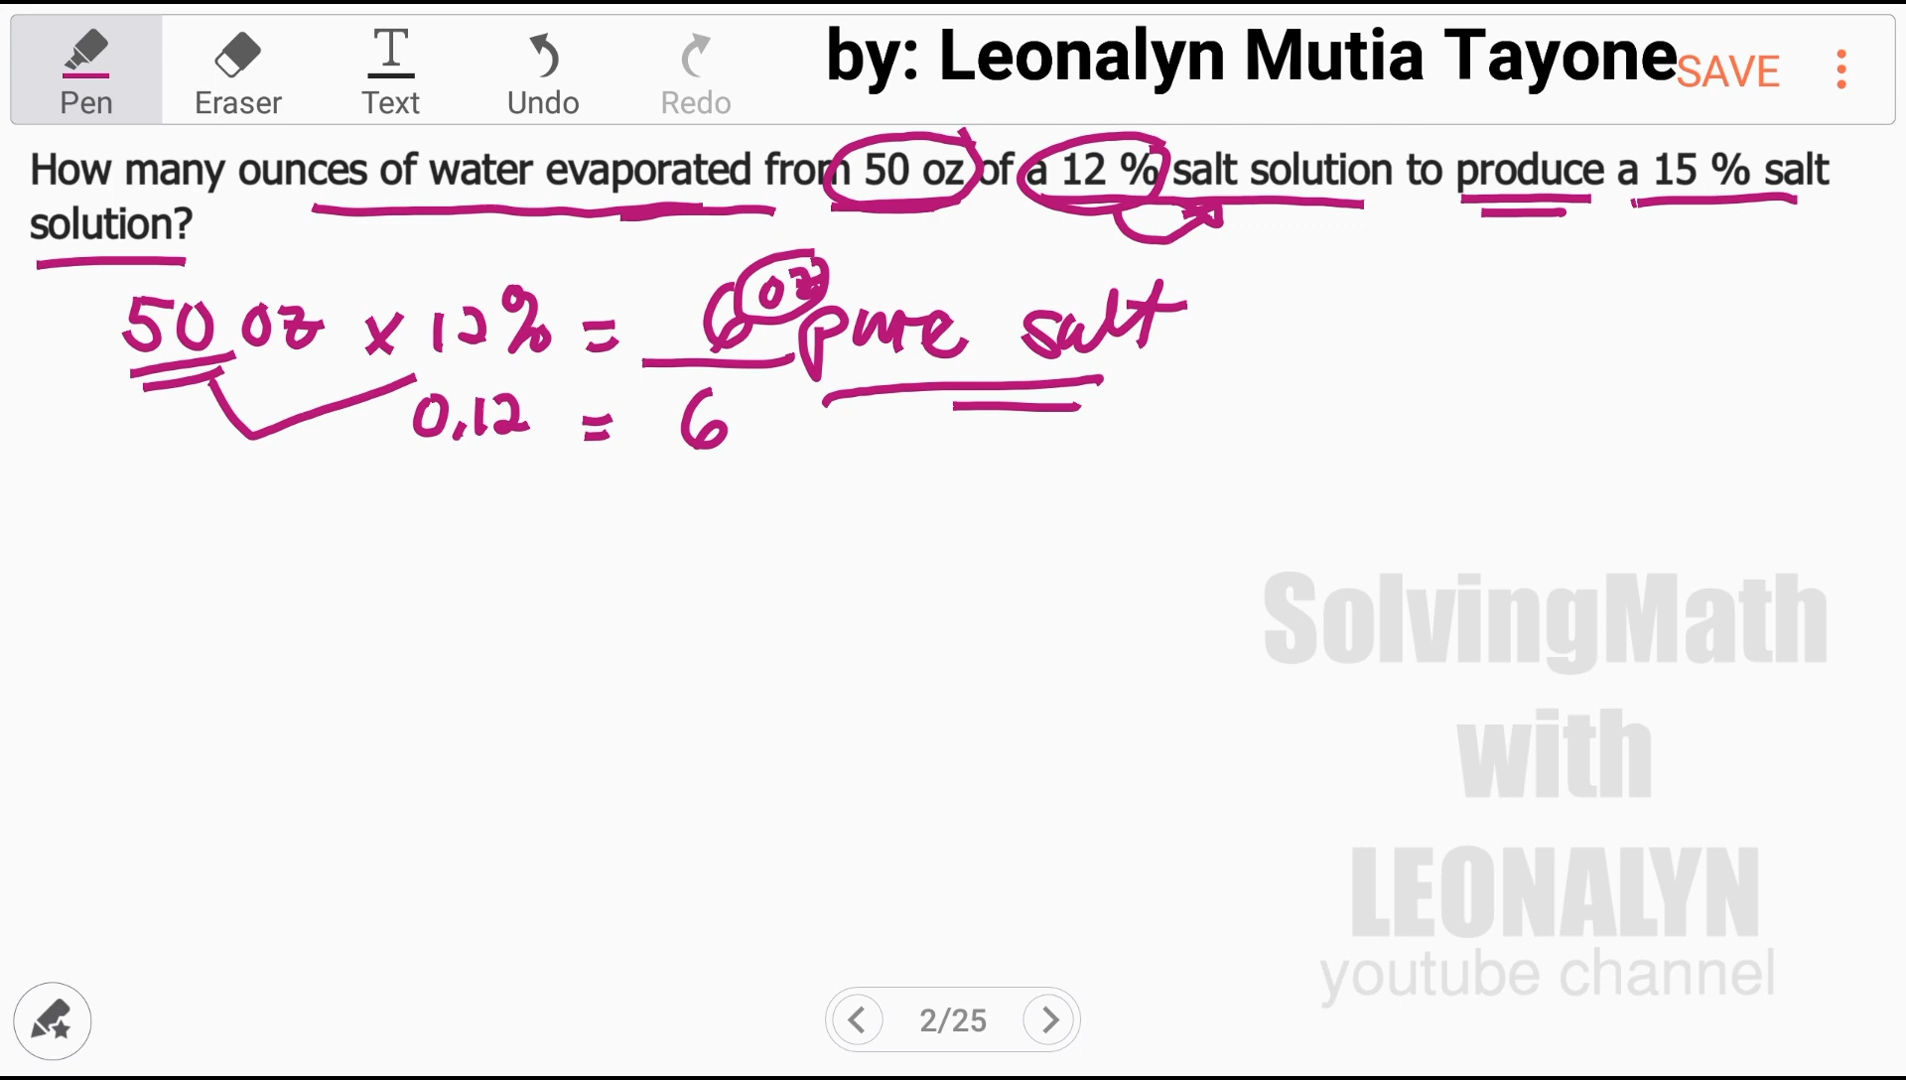 by: Leonalyn Mutia Tayone
Pen Eraser Text Undo Redo SAVE
How many ounces of water evaporated from 50 oz of a 12 % salt solution to produce a 15 % salt
solution?
50 oz x 12% = 6 oz pure salt
0.12 = 6
SolvingMath
with
LEONALYN
youtube channel
2/25